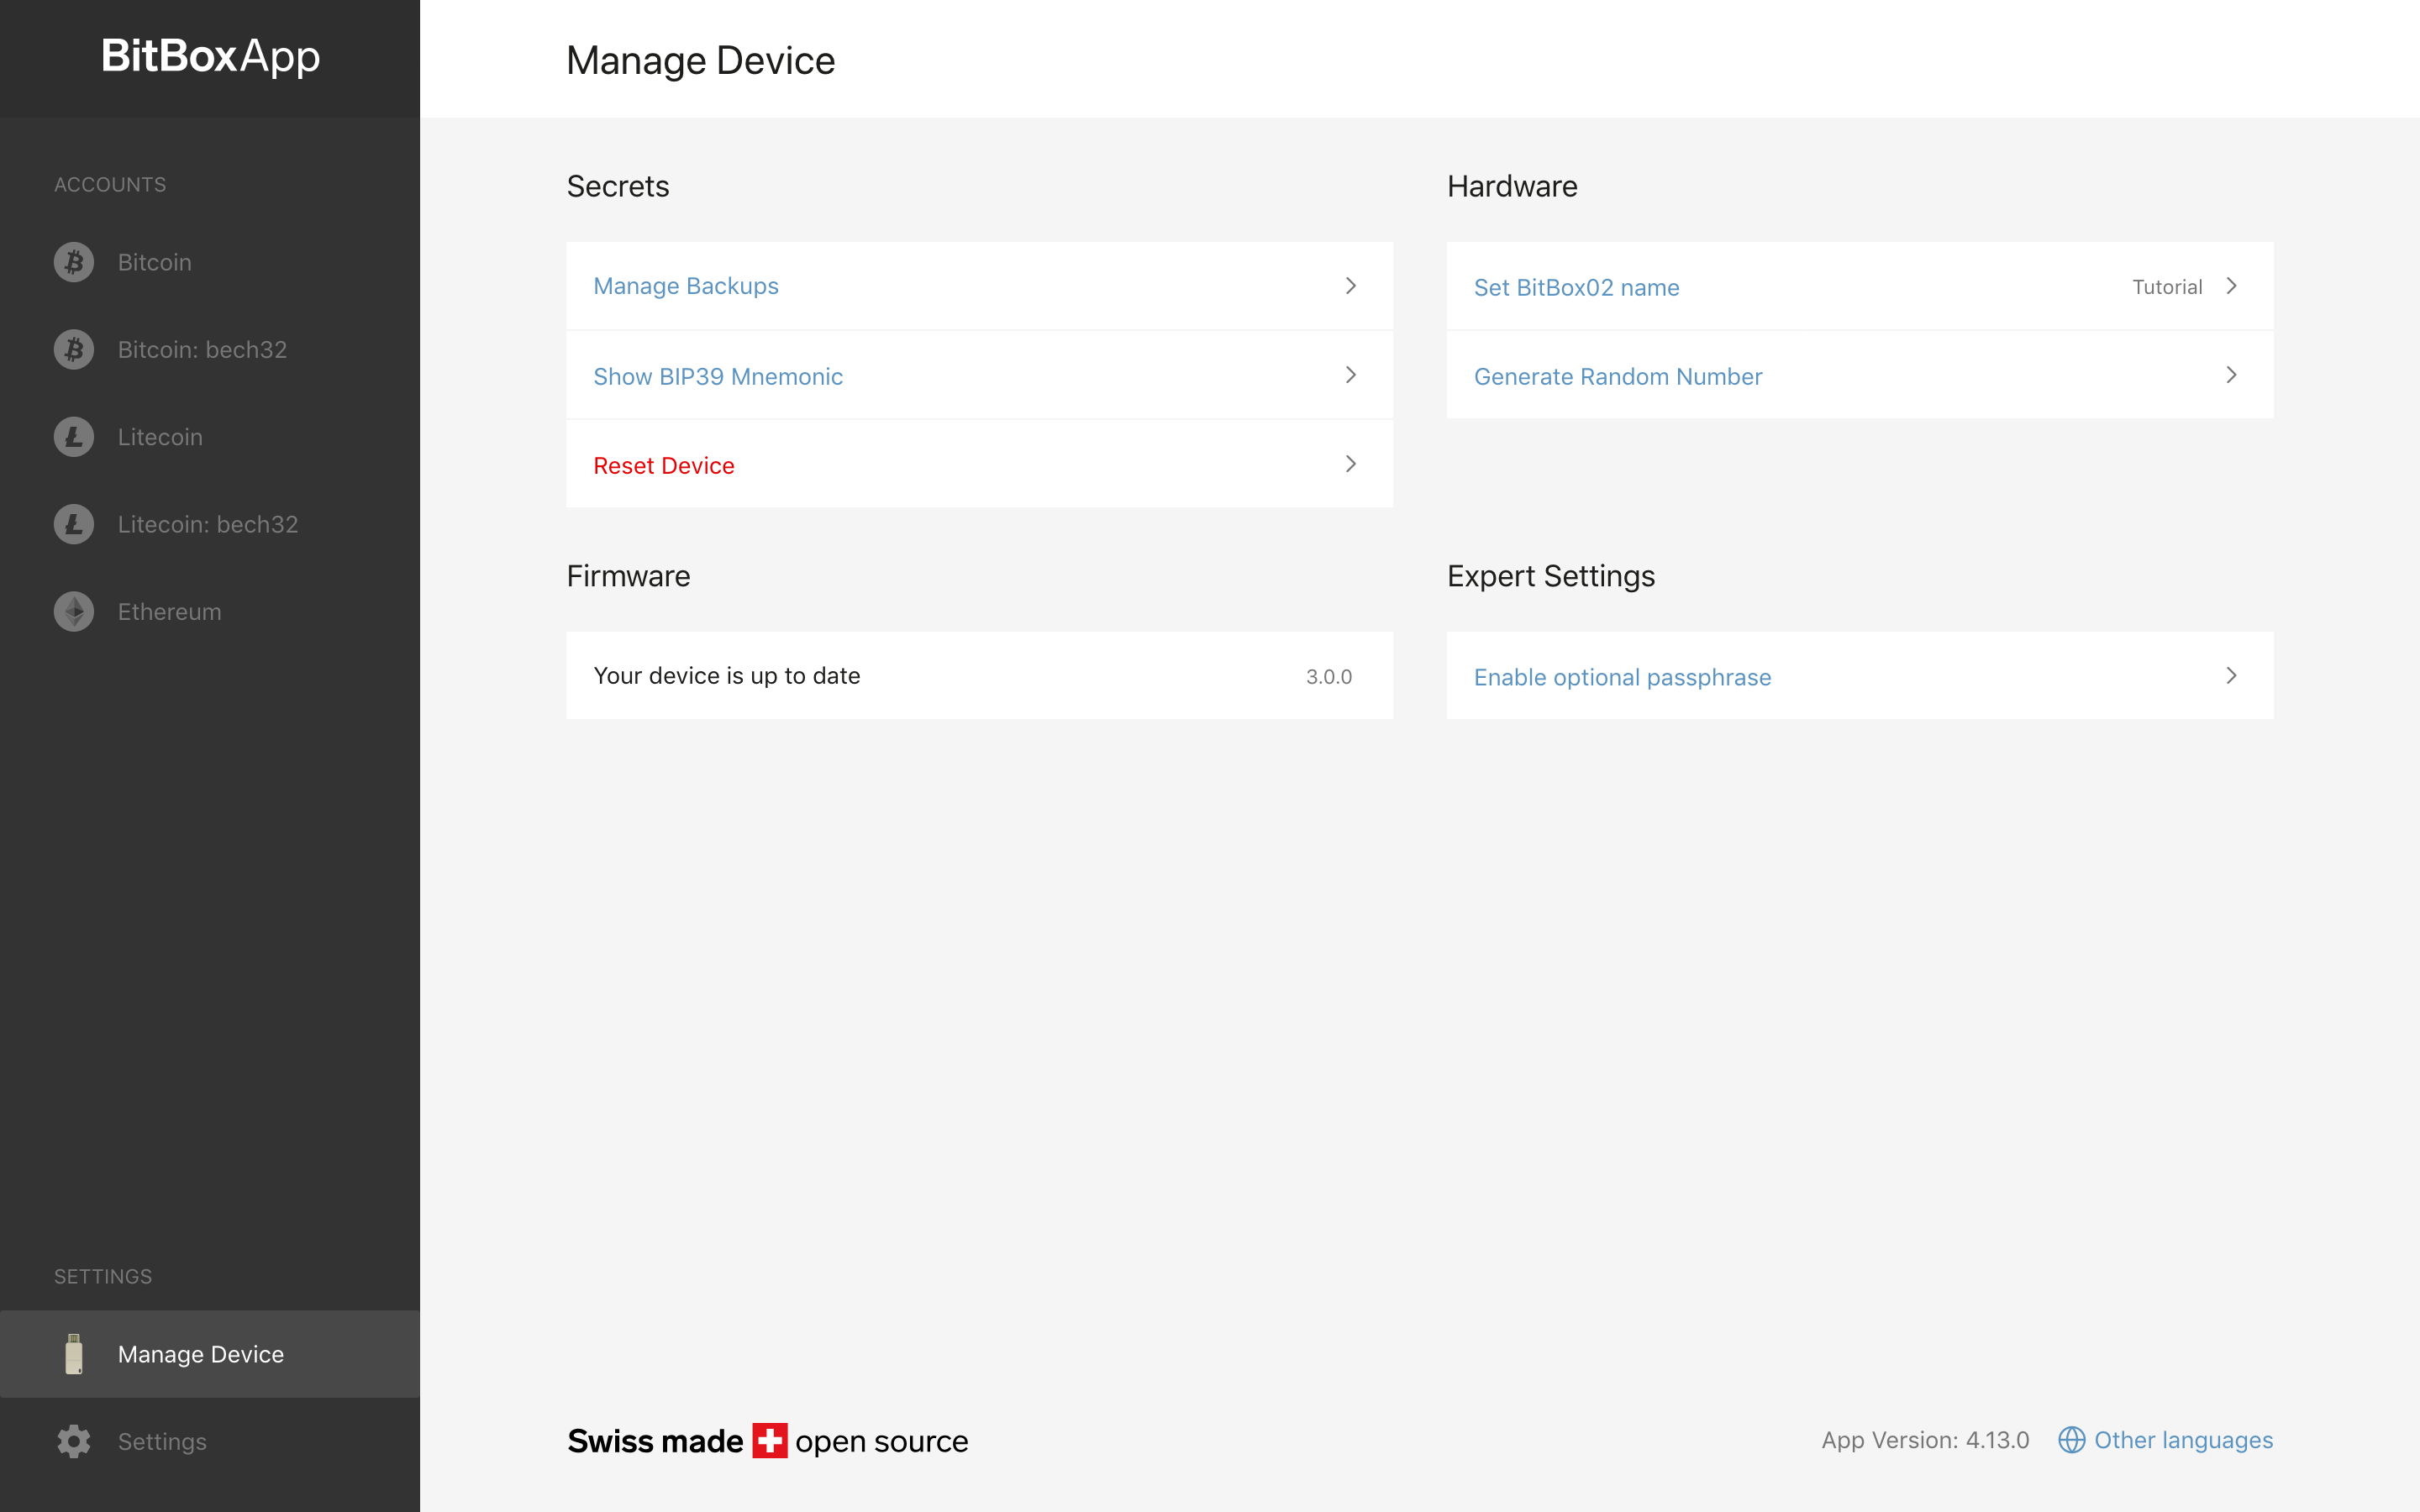 BitBoxApp
ACCOUNTS
Bitcoin
Bitcoin: bech32
Litecoin
Litecoin: bech32
Ethereum
SETTINGS
Manage Device
Settings
Manage Device
Secrets
Manage Backups
Show BIP39 Mnemonic
Reset Device
Hardware
Set BitBox02 name Tutorial
Generate Random Number
Firmware
Your device is up to date 3.0.0
Expert Settings
Enable optional passphrase
Swiss made open source
App Version: 4.13.0 Other languages